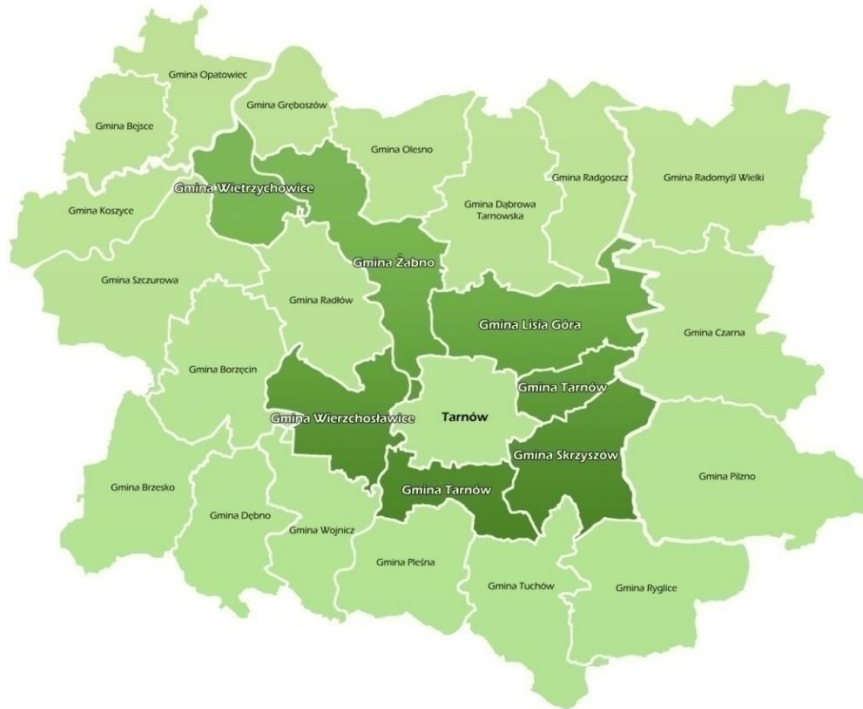 Gmina Opatowiec
Gmina Gręboszów
Gmina Bejsce
Gmina Olesno
Gmina Wietrzychowice
Gmina Radgoszcz
Gmina Radomyśl Wielki
Gmina Dąbrowa
Tarnowska
Gmina Koszyce
Gmina Żabno
Gmina Szczurowa
Gmina Radłów
Gmina Lisia Góra
Gmina Czarna
Gmina Borzęcin
Gmina Tarnów
Gmina Wierzchosławice
Tarnów
Gmina Skrzyszów
Gmina Pilzno
Gmina Brzesko
Gmina Tarnów
Gmina Dębno
Gmina Wojnicz
Gmina Pleśna
Gmina Tuchów
Gmina Ryglice